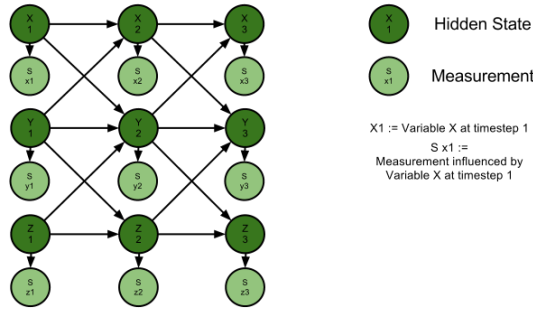 X
1
X
2
X
3
Hidden State
S
x1
S
x2
S
x3
S
x1
Measurement
Y
1
Y
2
Y
3
X1 := Variable X at timestep 1
S x1 :=
Measurement influenced by
Variable X at timestep 1
S
y1
S
y2
S
y3
Z
1
Z
2
Z
3
S
z1
S
z2
S
z3
X
1